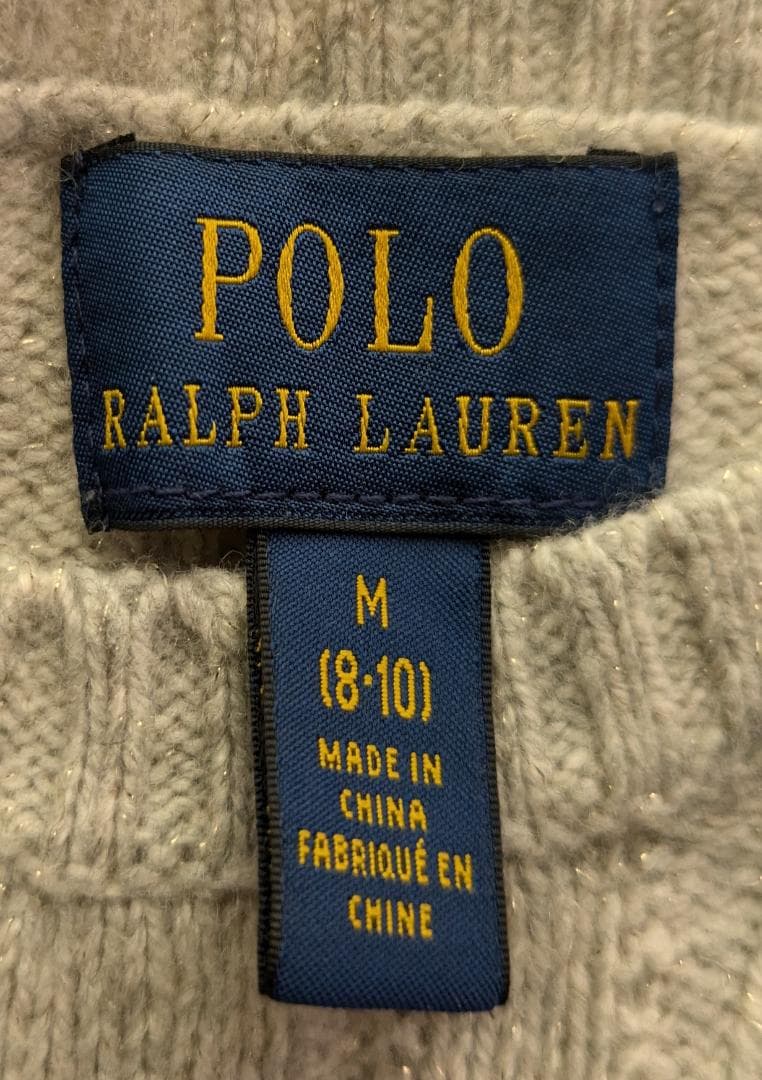 POLO
RALPH LAUREN
M
(8·10)
MADE IN
CHINA
FABRIQUÉ EN
CHINE